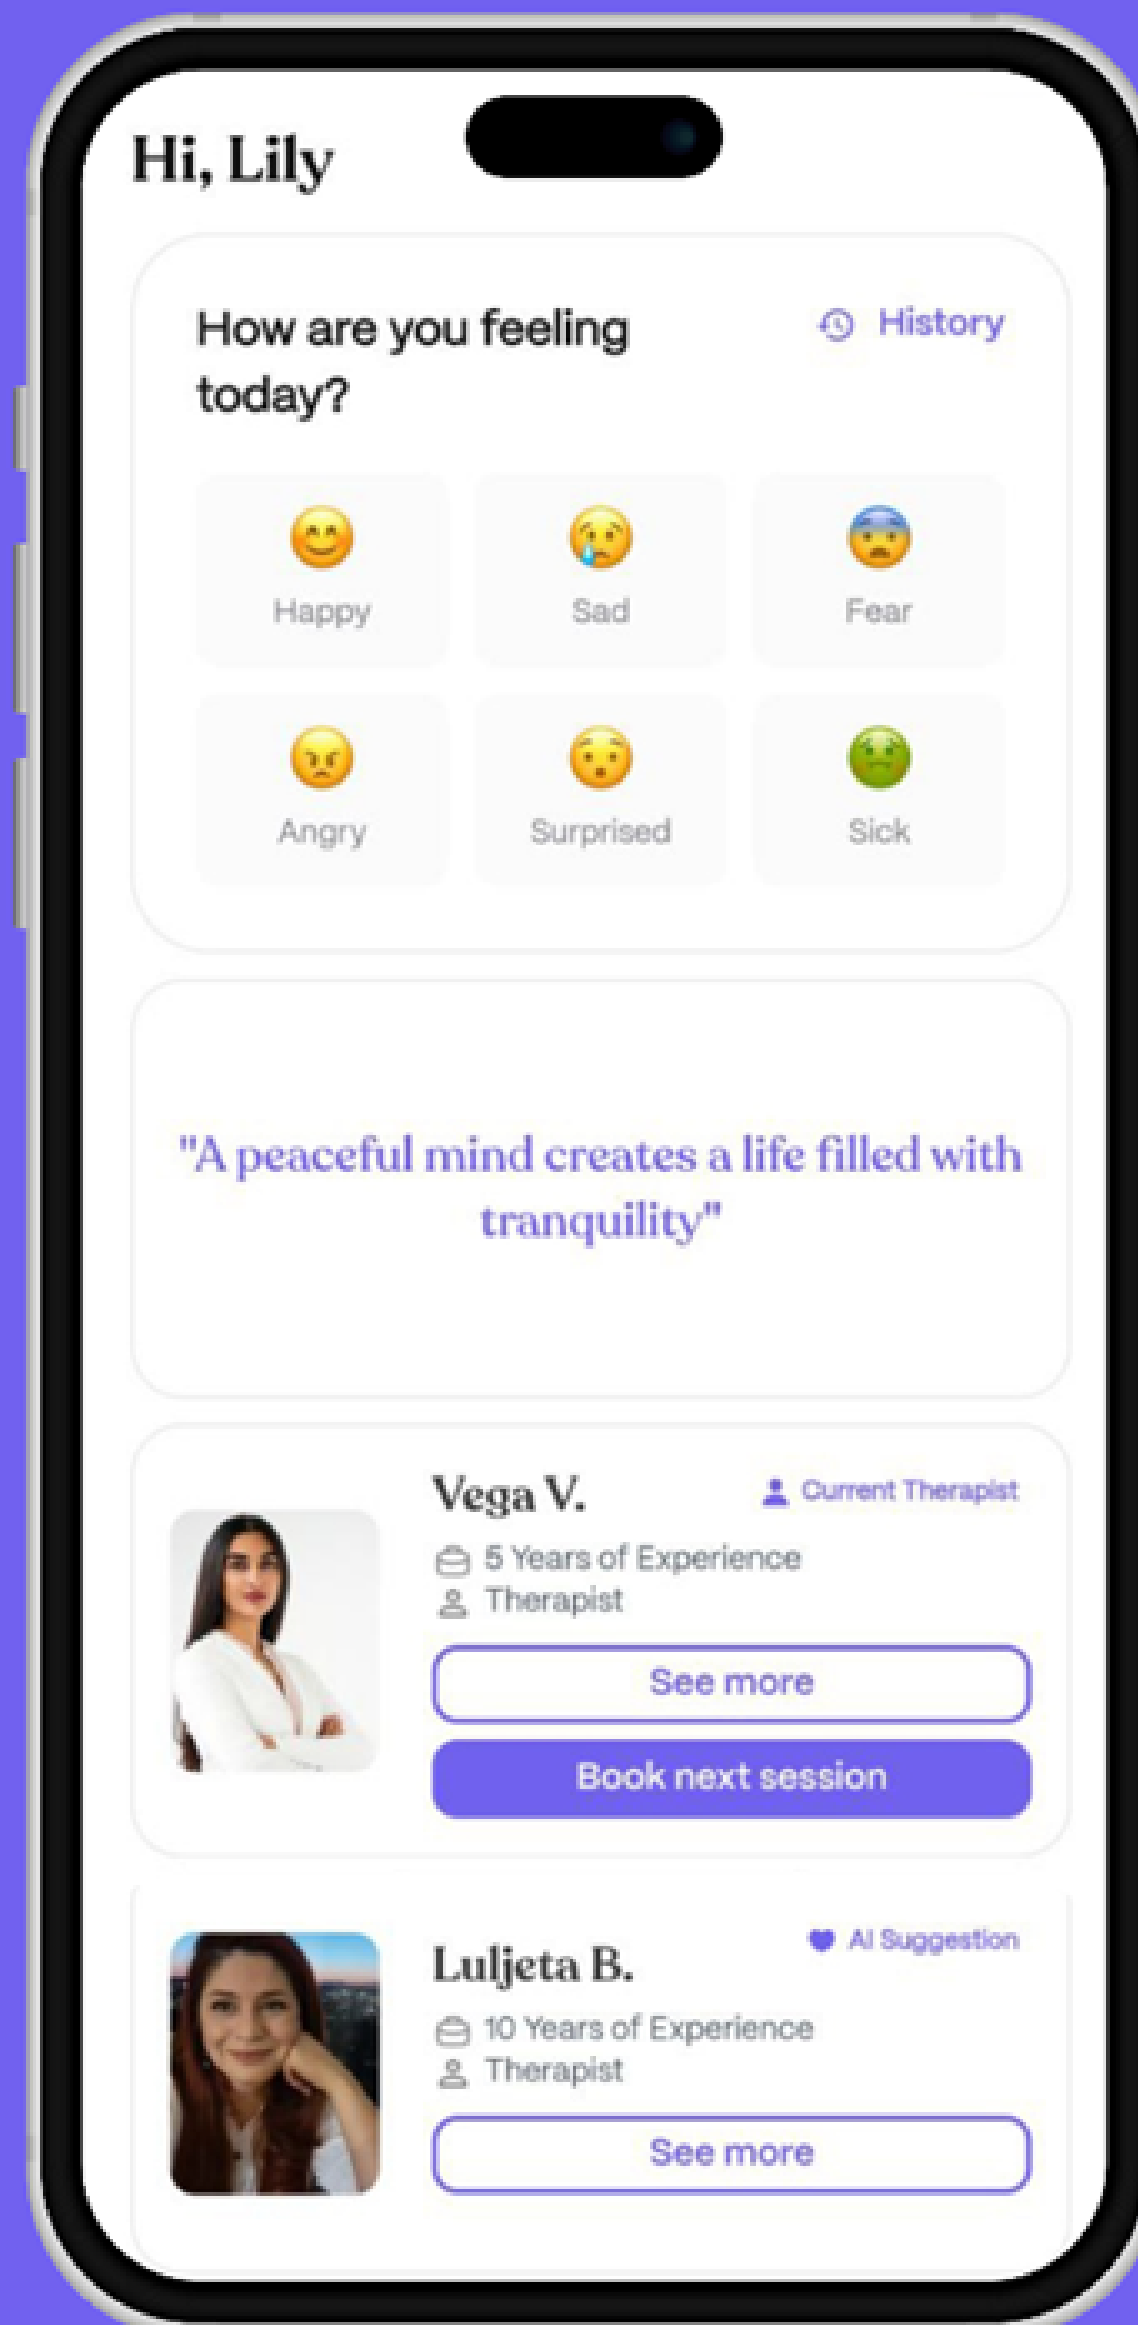 Hi, Lily
How are you feeling
today?
History
Happy
Sad
Fear
Angry
Surprised
Sick
"A peaceful mind creates a life filled with
tranquility"
Vega V.
Current Therapist
5 Years of Experience
Therapist
See more
Book next session
AI Suggestion
Luljeta B.
10 Years of Experience
Therapist
See more